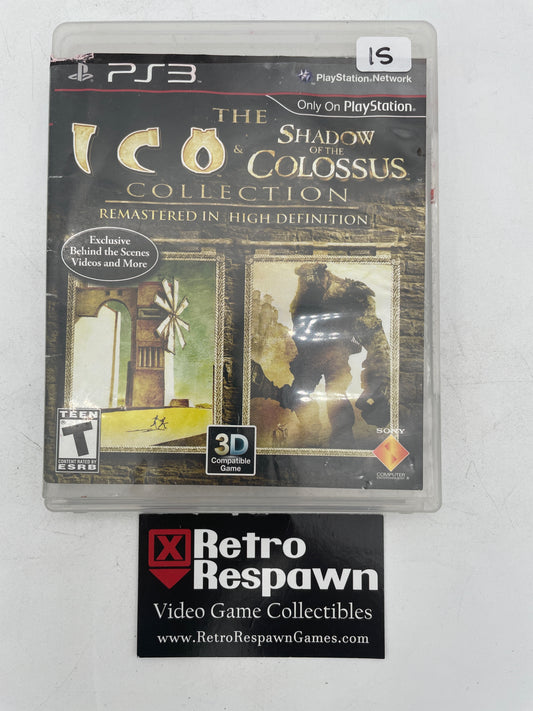 15
PS3
PlayStation Network
Only On PlayStation
THE
ICO & SHADOW OF THE COLOSSUS
COLLECTION
REMASTERED IN HIGH DEFINITION
Exclusive
Behind the Scenes
Videos and More
TEEN
T
CONTENT RATED BY
ESRB
3D
Compatible
Game
SONY
COMPUTER
ENTERTAINMENT
Retro
Respawn
Video Game Collectibles
www.RetroRespawnGames.com